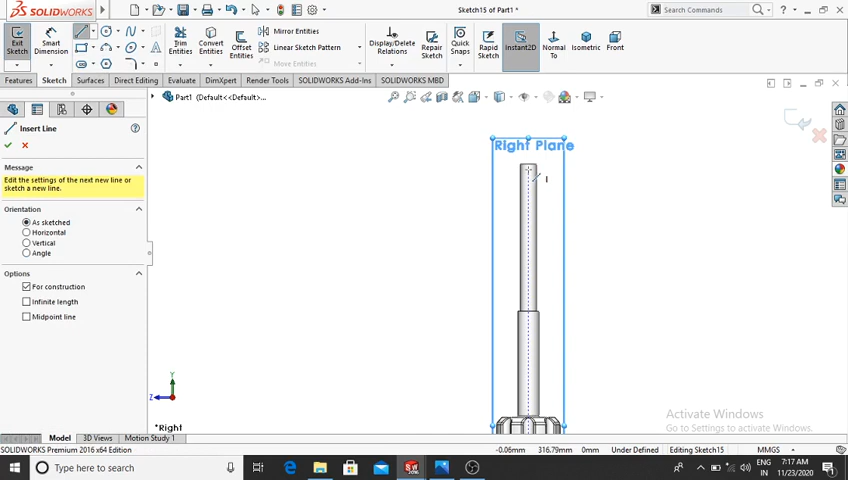 SOLIDWORKS
Sketch15 of Part1 *
Search Commands
Exit
Sketch
Smart
Dimension
Trim
Entities
Convert
Entities
Offset
Entities
Mirror Entities
Linear Sketch Pattern
Move Entities
Display/Delete
Relations
Repair
Sketch
Quick
Snaps
Rapid
Sketch
Instant2D
Normal
To
Isometric
Front
Features
Sketch
Surfaces
Direct Editing
Evaluate
DimXpert
Render Tools
SOLIDWORKS Add-Ins
SOLIDWORKS MBD
Part1 (Default<<Default>...
Insert Line
Message
Edit the settings of the next new line or
sketch a new line.
Orientation
As sketched
Horizontal
Vertical
Angle
Options
For construction
Infinite length
Midpoint line
Right Plane
Y
Z
*Right
Activate Windows
Go to Settings to activate Windows.
Model
3D Views
Motion Study 1
SOLIDWORKS Premium 2016 x64 Edition
-0.06mm
316.79mm
0mm
Under Defined
Editing Sketch15
MMGS
Type here to search
ENG
IN
7:17 AM
11/23/2020